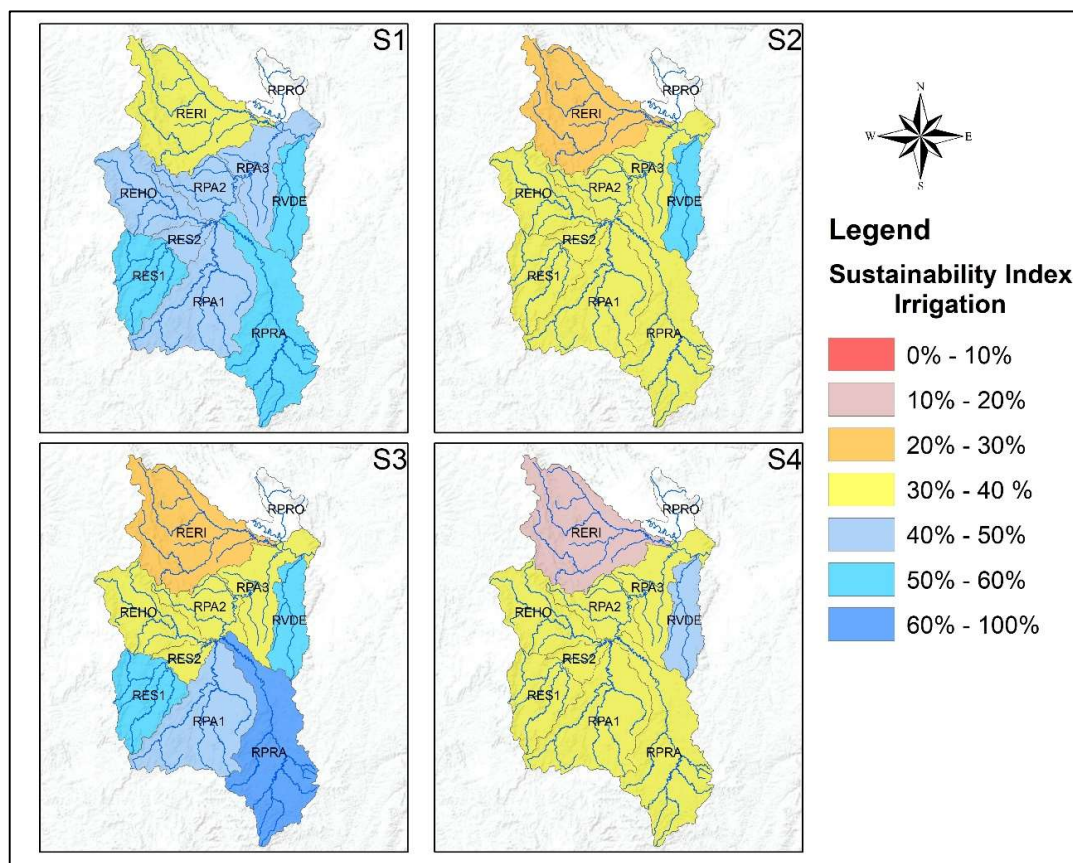 S1
RPRO
RERI
RPA3
REHO
RPA2
RVDE
RES2
RES1
RPA1
RPRA
S2
RPRO
RERI
RPA3
REHO
RPA2
RVDE
RES2
RES1
RPA1
RPRA
N
W
E
S
Legend
Sustainability Index
Irrigation
0% - 10%
10% - 20%
20% - 30%
30% - 40 %
40% - 50%
50% - 60%
60% - 100%
S3
RPRO
RERI
RPA3
REHO
RPA2
RVDE
RES2
RES1
RPA1
RPRA
S4
RPRO
RERI
RPA3
REHO
RPA2
RVDE
RES2
RES1
RPA1
RPRA